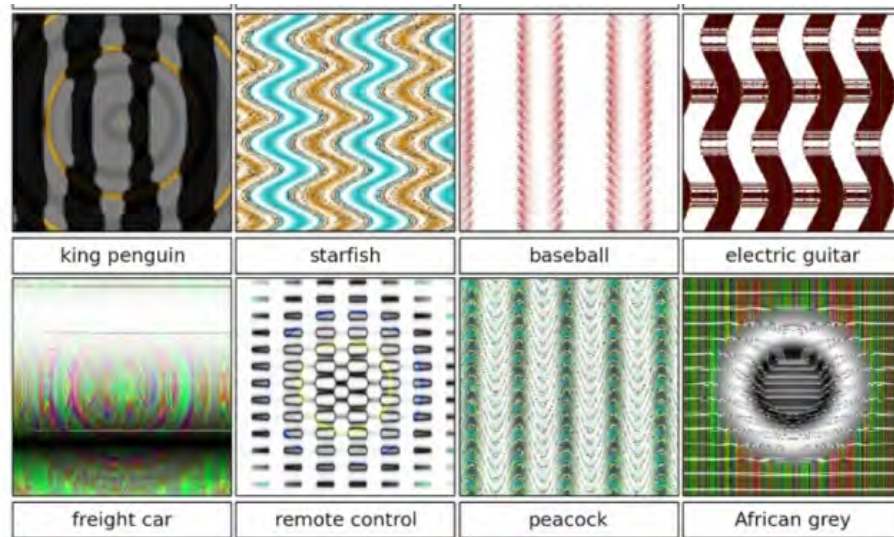 king penguin
starfish
baseball
electric guitar
freight car
remote control
peacock
African grey